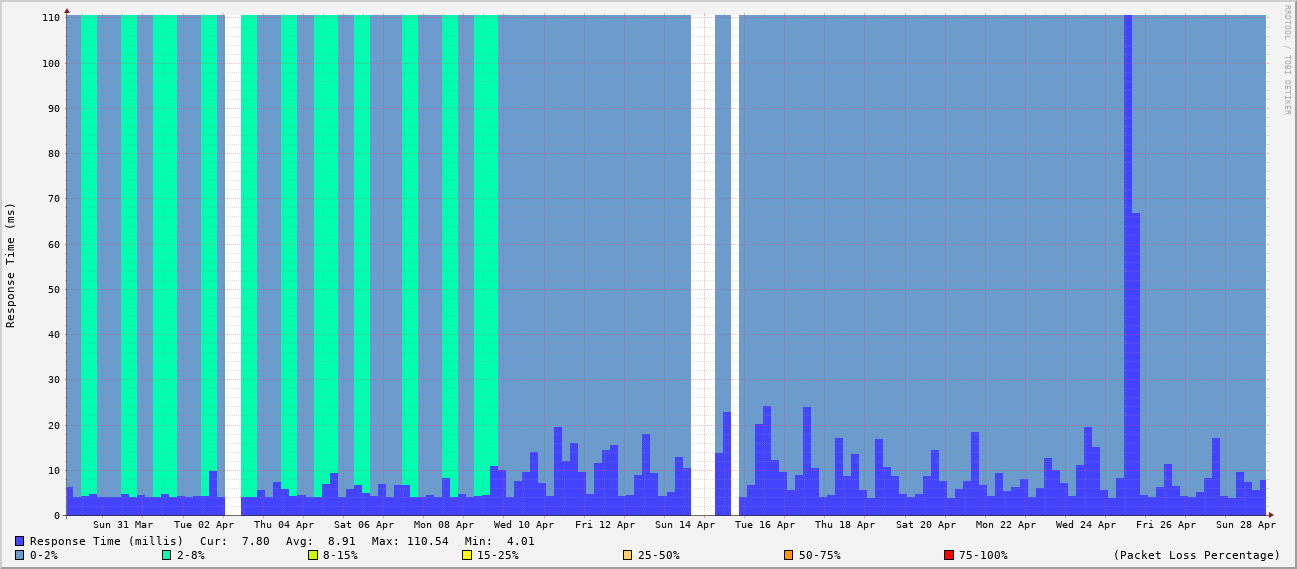 RRDTOOL / TOBI OETIKER
Response Time (ms)
110
100
90
80
70
60
50
40
30
20
10
0
Sun 31 Mar Tue 02 Apr Thu 04 Apr Sat 06 Apr Mon 08 Apr Wed 10 Apr Fri 12 Apr Sun 14 Apr Tue 16 Apr Thu 18 Apr Sat 20 Apr Mon 22 Apr Wed 24 Apr Fri 26 Apr Sun 28 Apr
Response Time (millis) Cur: 7.80 Avg: 8.91 Max: 110.54 Min: 4.01
0-2% 2-8% 8-15% 15-25% 25-50% 50-75% 75-100% (Packet Loss Percentage)